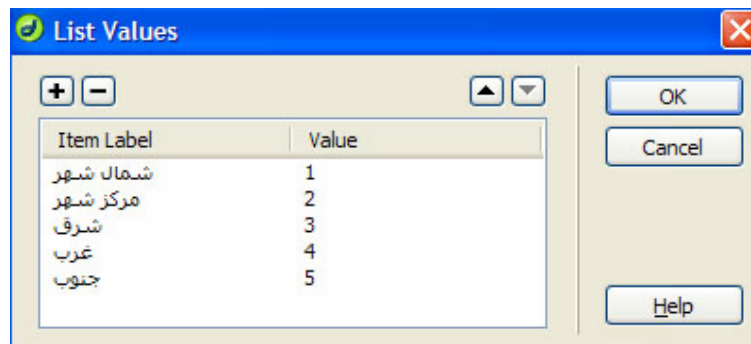 List Values
OK
Cancel
Help
Item Label Value
شمال شهر 1
مرکز شهر 2
شرق 3
غرب 4
جنوب 5